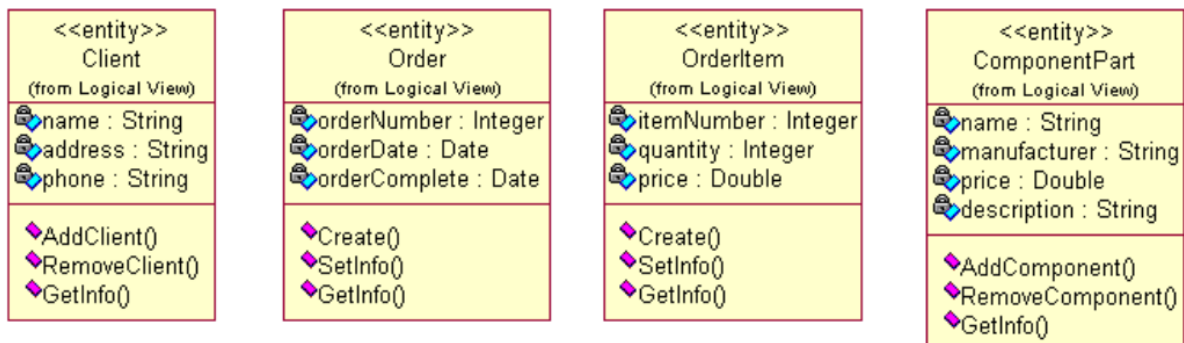 <<entity>>
Client
(from Logical View)
name : String
address : String
phone : String
AddClient()
RemoveClient()
GetInfo()
<<entity>>
Order
(from Logical View)
orderNumber : Integer
orderDate : Date
orderComplete : Date
Create()
SetInfo()
GetInfo()
<<entity>>
OrderItem
(from Logical View)
itemNumber : Integer
quantity : Integer
price : Double
Create()
SetInfo()
GetInfo()
<<entity>>
ComponentPart
(from Logical View)
name : String
manufacturer : String
price : Double
description : String
AddComponent()
RemoveComponent()
GetInfo()